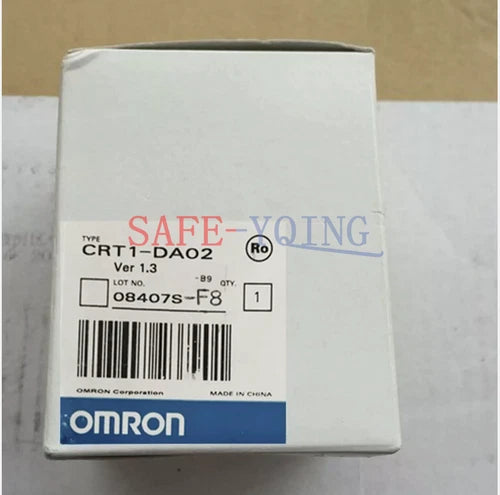 SAFE-YQING
TYPE
CRT1-DA02
Ro
Ver 1.3
-B9
LOT NO.
QTY.
08407S-F8
1
OMRON Corporation
MADE IN CHINA
OMRON